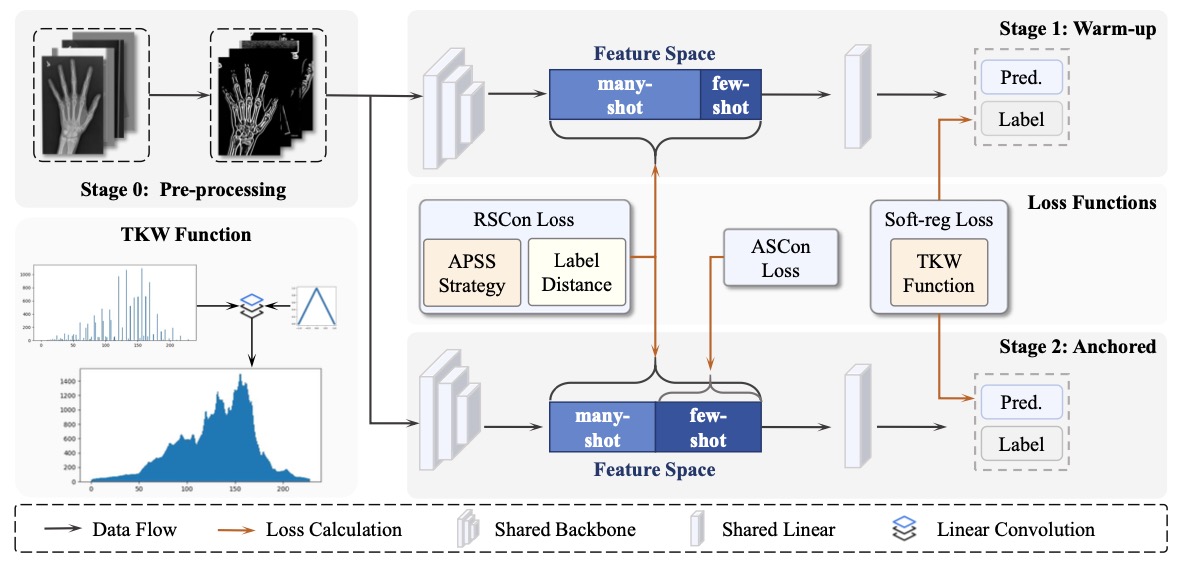 Stage 1: Warm-up
Feature Space
many-
shot
few-
shot
Pred.
Label
Stage 0: Pre-processing
Loss Functions
RSCon Loss
APSS
Strategy
Label
Distance
ASCon
Loss
Soft-reg Loss
TKW
Function
TKW Function
1000
800
600
400
200
0
0 50 100 150 200
1400
1200
1000
800
600
400
200
0
0 50 100 150 200
Stage 2: Anchored
many-
shot
few-
shot
Feature Space
Pred.
Label
Data Flow
Loss Calculation
Shared Backbone
Shared Linear
Linear Convolution